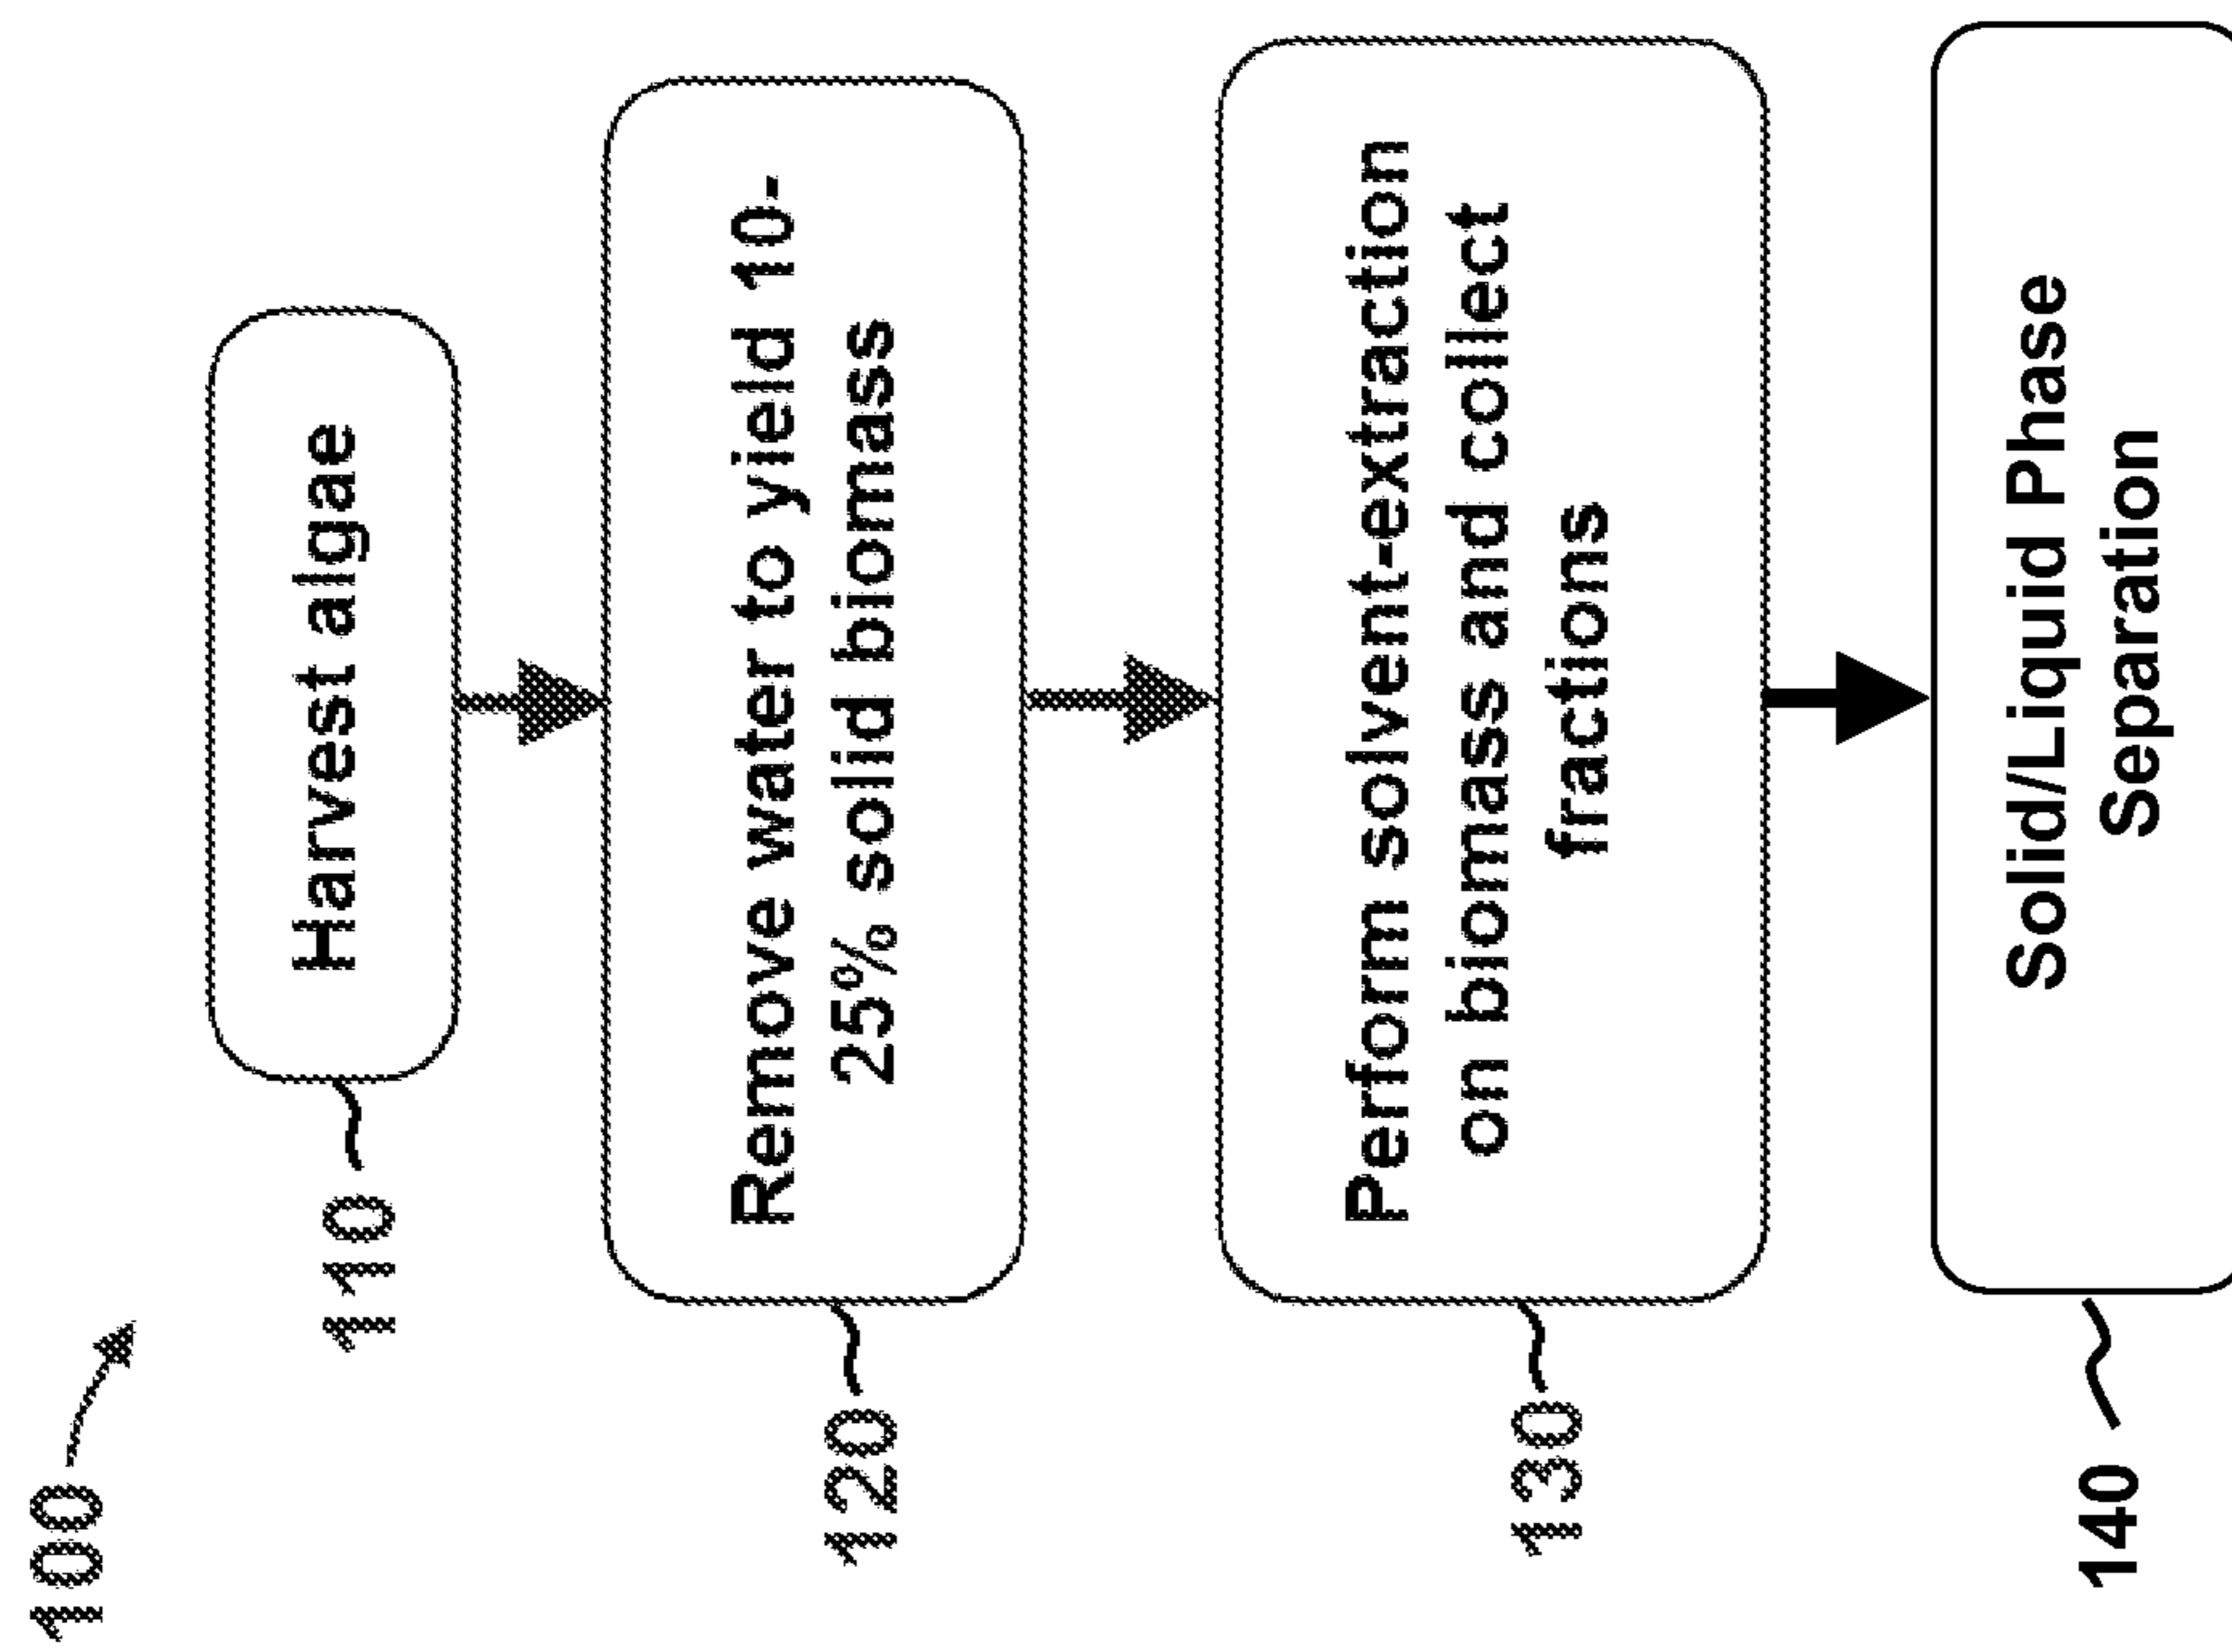 100
110
Harvest algae
120
Remove water to yield 10-
25% solid biomass
130
Perform solvent-extraction
on biomass and collect
fractions
140
Solid/Liquid Phase
Separation